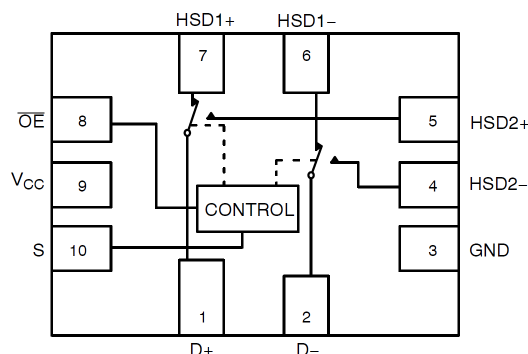 HSD1+ HSD1−
7 6
OE 8 5 HSD2+
VCC 9 4 HSD2−
CONTROL
S 10 3 GND
1 2
D+ D−